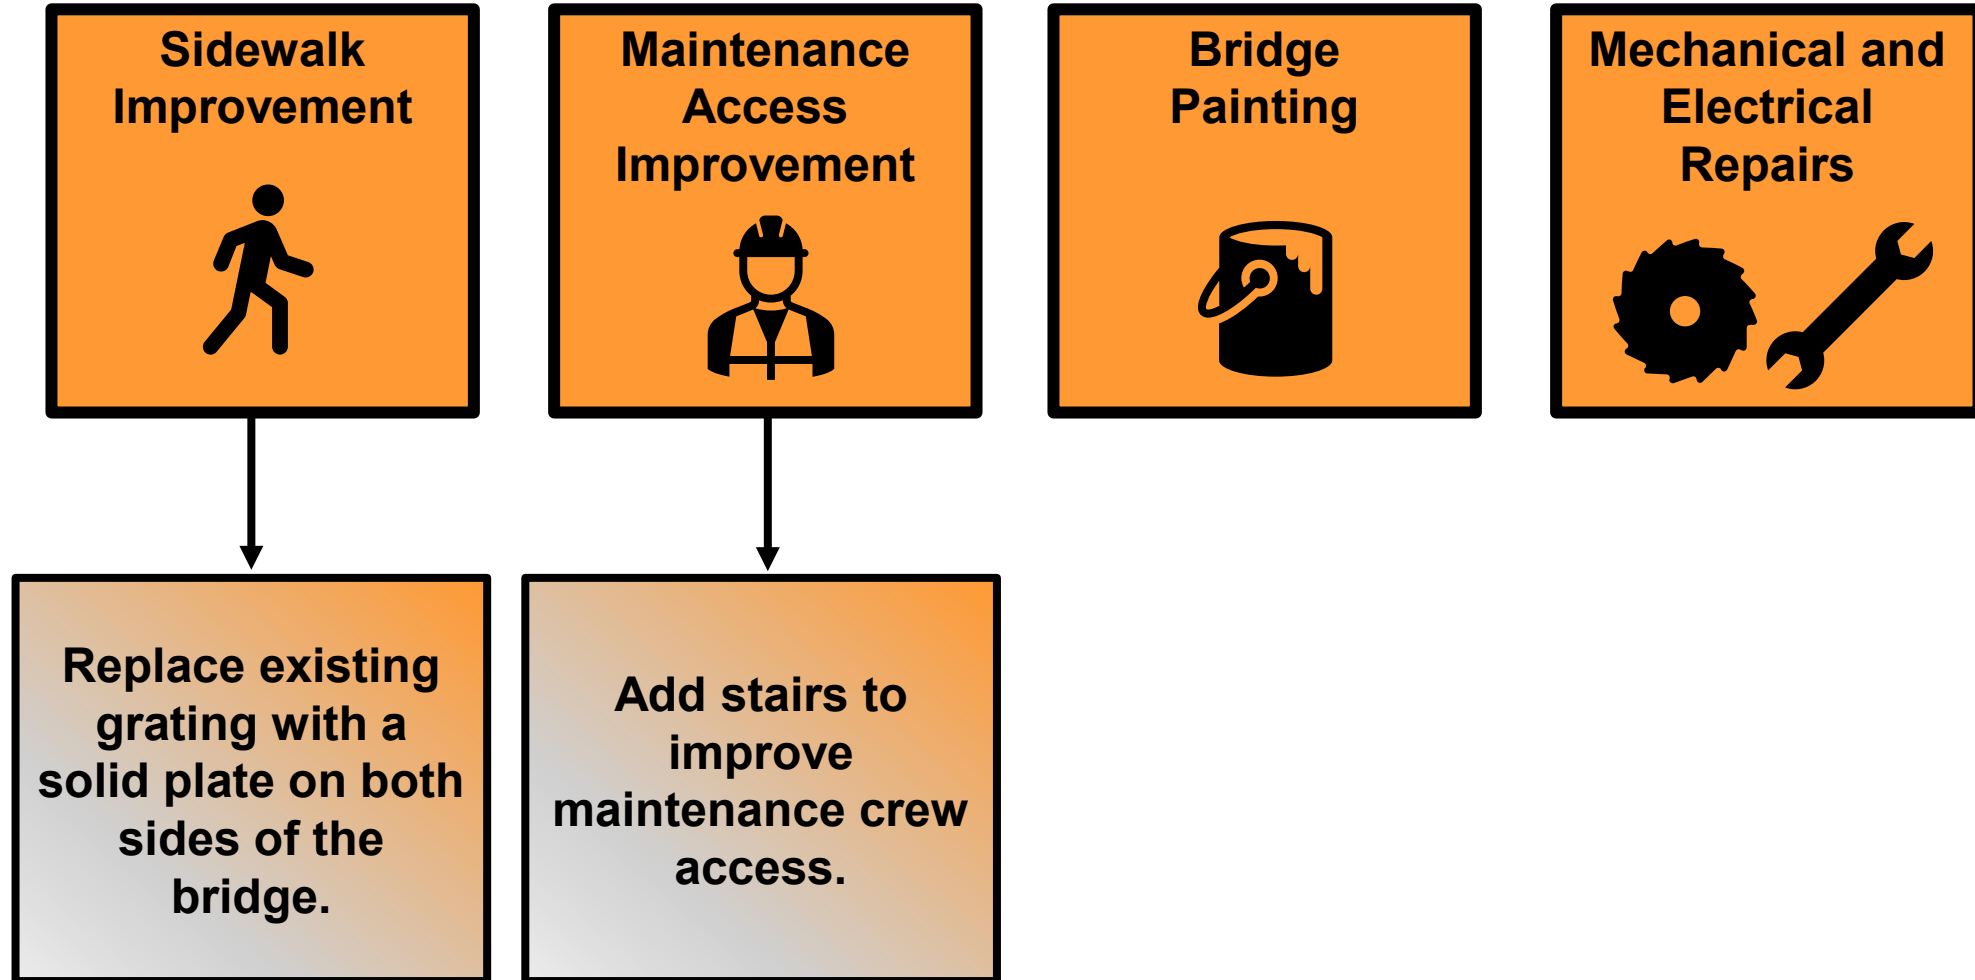 Sidewalk
Improvement
Maintenance
Access
Improvement
Bridge
Painting
Mechanical and
Electrical
Repairs
Replace existing
grating with a
solid plate on both
sides of the
bridge.
Add stairs to
improve
maintenance crew
access.